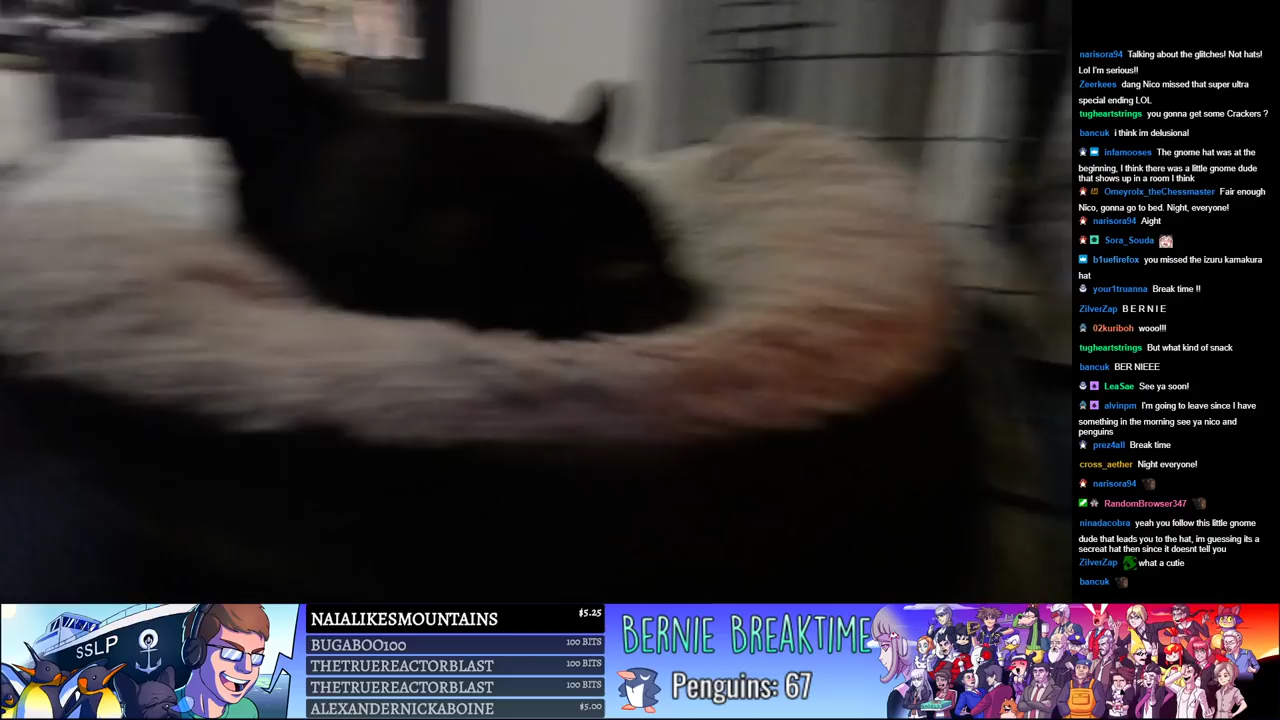 narisora94 Talking about the glitches! Not hats!
Lol I'm serious!!
Zeerkees dang Nico missed that super ultra
special ending LOL
tugheartstrings you gonna get some Crackers ?
bancuk i think im delusional
infamooses The gnome hat was at the
beginning, I think there was a little gnome dude
that shows up in a room I think
Omeyrolx_theChessmaster Fair enough
Nico, gonna go to bed. Night, everyone!
narisora94 Aight
Sora_Souda
b1uefirefox you missed the izuru kamakura
hat
your1truanna Break time !!
ZilverZap B E R N I E
02kuriboh wooo!!!
tugheartstrings But what kind of snack
bancuk BER NIEEE
LeaSae See ya soon!
alvinpm I'm going to leave since I have
something in the morning see ya nico and
penguins
prez4all Break time
cross_aether Night everyone!
narisora94
RandomBrowser347
ninadacobra yeah you follow this little gnome
dude that leads you to the hat, im guessing its a
secreat hat then since it doesnt tell you
ZilverZap what a cutie
bancuk
SSLP
NAIALIKESMOUNTAINS $5.25
BUGABOO100 100 BITS
THETRUEREACTORBLAST 100 BITS
THETRUEREACTORBLAST 100 BITS
ALEXANDERNICKABOINE $5.00
BERNIE BREAKTIME
Penguins: 67